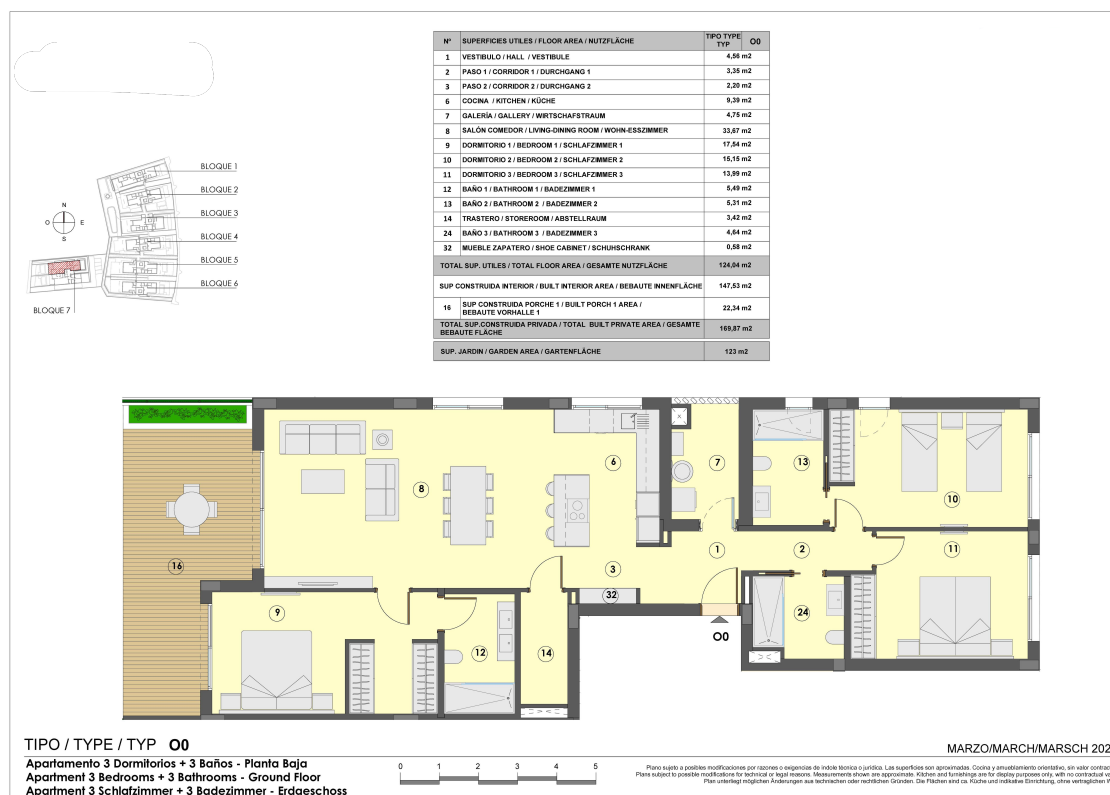 Nº SUPERFICIES UTILES / FLOOR AREA / NUTZFLÄCHE TIPO TYPE TYP O0
1 VESTIBULO / HALL / VESTIBULE 4,56 m2
2 PASO 1 / CORRIDOR 1 / DURCHGANG 1 3,35 m2
3 PASO 2 / CORRIDOR 2 / DURCHGANG 2 2,20 m2
6 COCINA / KITCHEN / KÜCHE 9,39 m2
7 GALERÍA / GALLERY / WIRTSCHAFSTRAUM 4,75 m2
8 SALÓN COMEDOR / LIVING-DINING ROOM / WOHN-ESSZIMMER 33,67 m2
9 DORMITORIO 1 / BEDROOM 1 / SCHLAFZIMMER 1 17,54 m2
10 DORMITORIO 2 / BEDROOM 2 / SCHLAFZIMMER 2 15,15 m2
11 DORMITORIO 3 / BEDROOM 3 / SCHLAFZIMMER 3 13,99 m2
12 BAÑO 1 / BATHROOM 1 / BADEZIMMER 1 5,49 m2
13 BAÑO 2 / BATHROOM 2 / BADEZIMMER 2 5,31 m2
14 TRASTERO / STOREROOM / ABSTELLRAUM 3,42 m2
24 BAÑO 3 / BATHROOM 3 / BADEZIMMER 3 4,64 m2
32 MUEBLE ZAPATERO / SHOE CABINET / SCHUHSCHRANK 0,58 m2
TOTAL SUP. UTILES / TOTAL FLOOR AREA / GESAMTE NUTZFLÄCHE 124,04 m2
SUP CONSTRUIDA INTERIOR / BUILT INTERIOR AREA / BEBAUTE INNENFLÄCHE 147,53 m2
16 SUP CONSTRUIDA PORCHE 1 / BUILT PORCH 1 AREA /
BEBAUTE VORHALLE 1 22,34 m2
TOTAL SUP.CONSTRUIDA PRIVADA / TOTAL BUILT PRIVATE AREA / GESAMTE
BEBAUTE FLÄCHE 169,87 m2
SUP. JARDIN / GARDEN AREA / GARTENFLÄCHE 123 m2
BLOQUE 1
BLOQUE 2
BLOQUE 3
BLOQUE 4
BLOQUE 5
BLOQUE 6
BLOQUE 7
N
O E
S
6
7
13
8
10
16
1
2
11
3
32
9
24
O0
12
14
TIPO / TYPE / TYP O0
MARZO/MARCH/MARSCH 202
Apartamento 3 Dormitorios + 3 Baños - Planta Baja
Apartment 3 Bedrooms + 3 Bathrooms - Ground Floor
Apartment 3 Schlafzimmer + 3 Badezimmer - Erdgeschoss
0 1 2 3 4 5
Plano sujeto a posibles modificaciones por razones o exigencias de indole técnica o jurídica. Las superficies son aproximadas. Cocina y amueblamiento orientativo, sin valor contrac
Plans subject to possible modifications for technical or legal reasons. Measurements shown are approximate. Kitchen and furnishings are for display purposes only, with no contractual va
Plan unterliegt möglichen Änderungen aus technischen oder rechtlichen Gründen. Die Flächen sind ca. Küche und indikative Einrichtung, ohne vertraglichen W